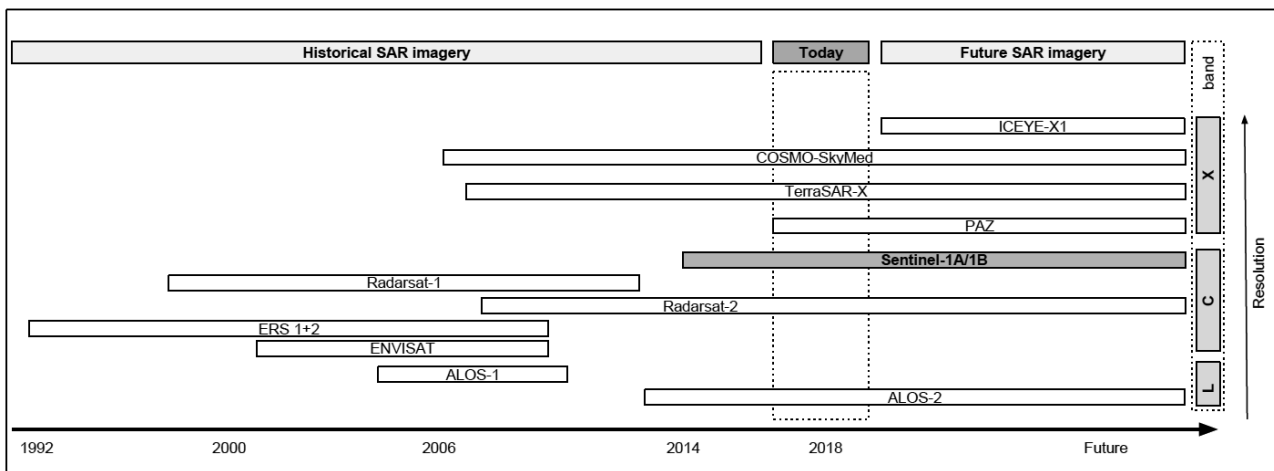 Historical SAR imagery
Today
Future SAR imagery
band
ICEYE-X1
COSMO-SkyMed
TerraSAR-X
PAZ
X
Sentinel-1A/1B
Radarsat-1
Radarsat-2
ERS 1+2
ENVISAT
C
ALOS-1
ALOS-2
L
Resolution
1992
2000
2006
2014
2018
Future